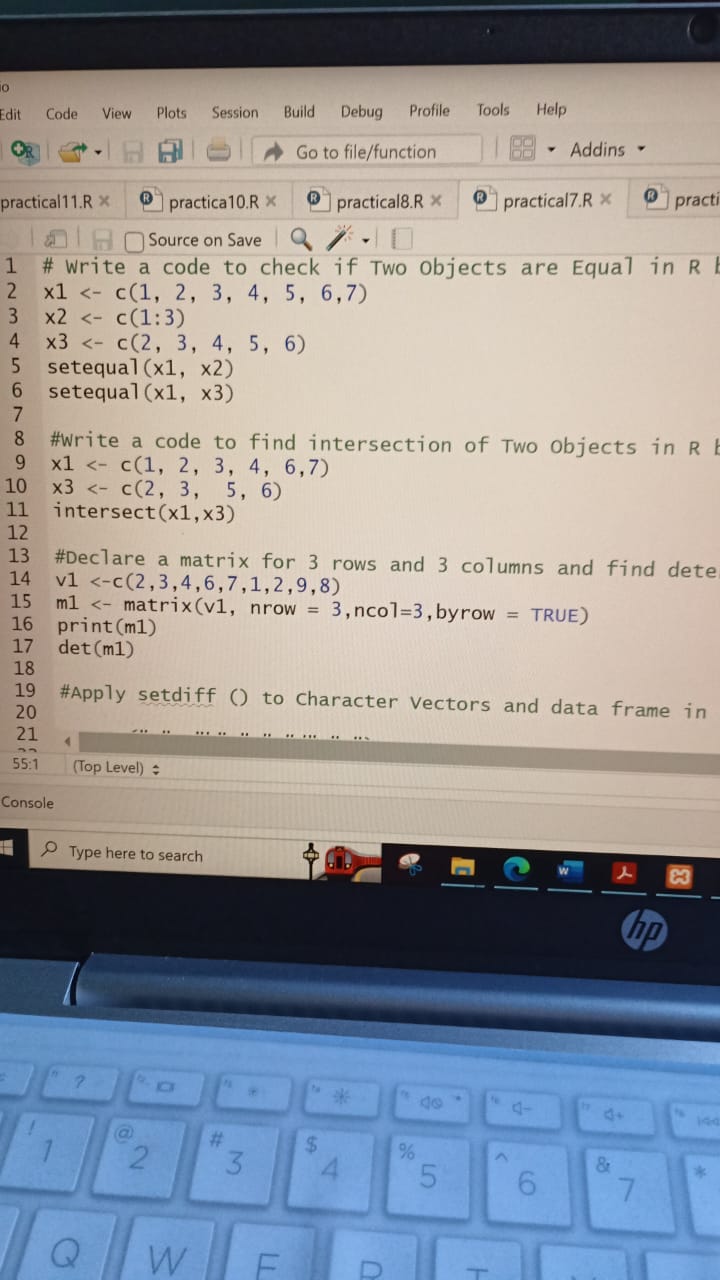 io
Edit Code View Plots Session Build Debug Profile Tools Help
Go to file/function Addins
practical11.R practica10.R practical8.R practical7.R practi
Source on Save
1 # Write a code to check if Two Objects are Equal in R
2 x1 <- c(1, 2, 3, 4, 5, 6,7)
3 x2 <- c(1:3)
4 x3 <- c(2, 3, 4, 5, 6)
5 setequal(x1, x2)
6 setequal(x1, x3)
7
8 #Write a code to find intersection of Two Objects in R
9 x1 <- c(1, 2, 3, 4, 6,7)
10 x3 <- c(2, 3,  5, 6)
11 intersect(x1,x3)
12
13 #Declare a matrix for 3 rows and 3 columns and find dete
14 v1 <-c(2,3,4,6,7,1,2,9,8)
15 m1 <- matrix(v1, nrow = 3,ncol=3,byrow = TRUE)
16 print(m1)
17 det(m1)
18
19 #Apply setdiff () to Character Vectors and data frame in
20
21
55:1 (Top Level)
Console
Type here to search
hp
?
! 1 @ 2 # 3 $ 4 % 5 ^ 6 & 7 *
Q W E R T